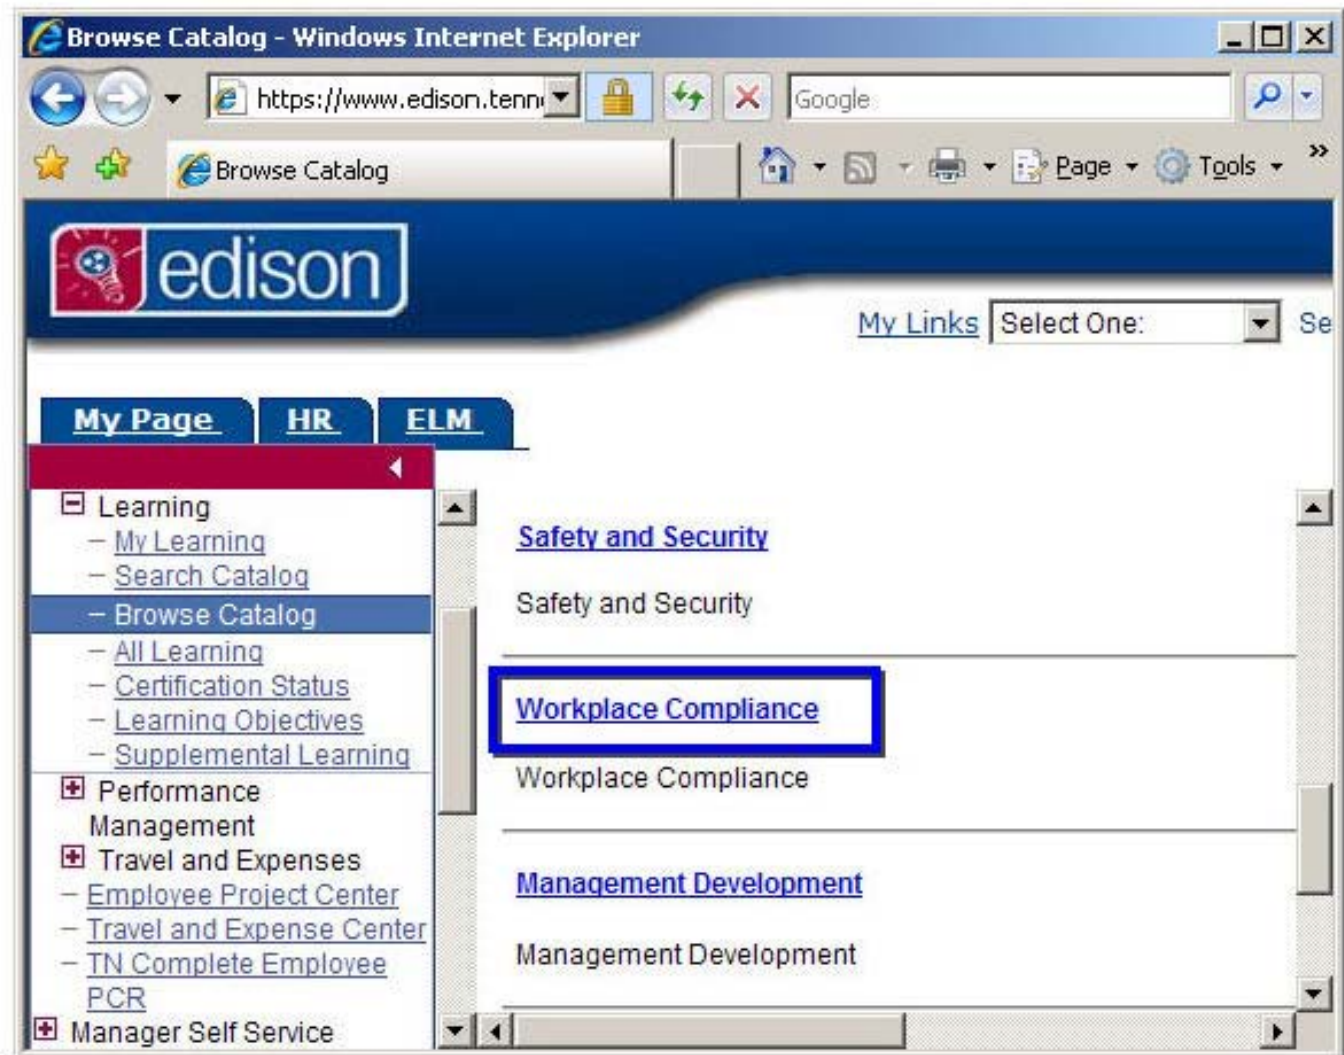 Browse Catalog - Windows Internet Explorer
https://www.edison.tenn
Google
Browse Catalog
Page
Tools
»
edison
My Links Select One: Se
My Page HR ELM
Learning
My Learning
Search Catalog
Browse Catalog
All Learning
Certification Status
Learning Objectives
Supplemental Learning
Performance
Management
Travel and Expenses
Employee Project Center
Travel and Expense Center
TN Complete Employee
PCR
Manager Self Service
Safety and Security
Safety and Security
Workplace Compliance
Workplace Compliance
Management Development
Management Development